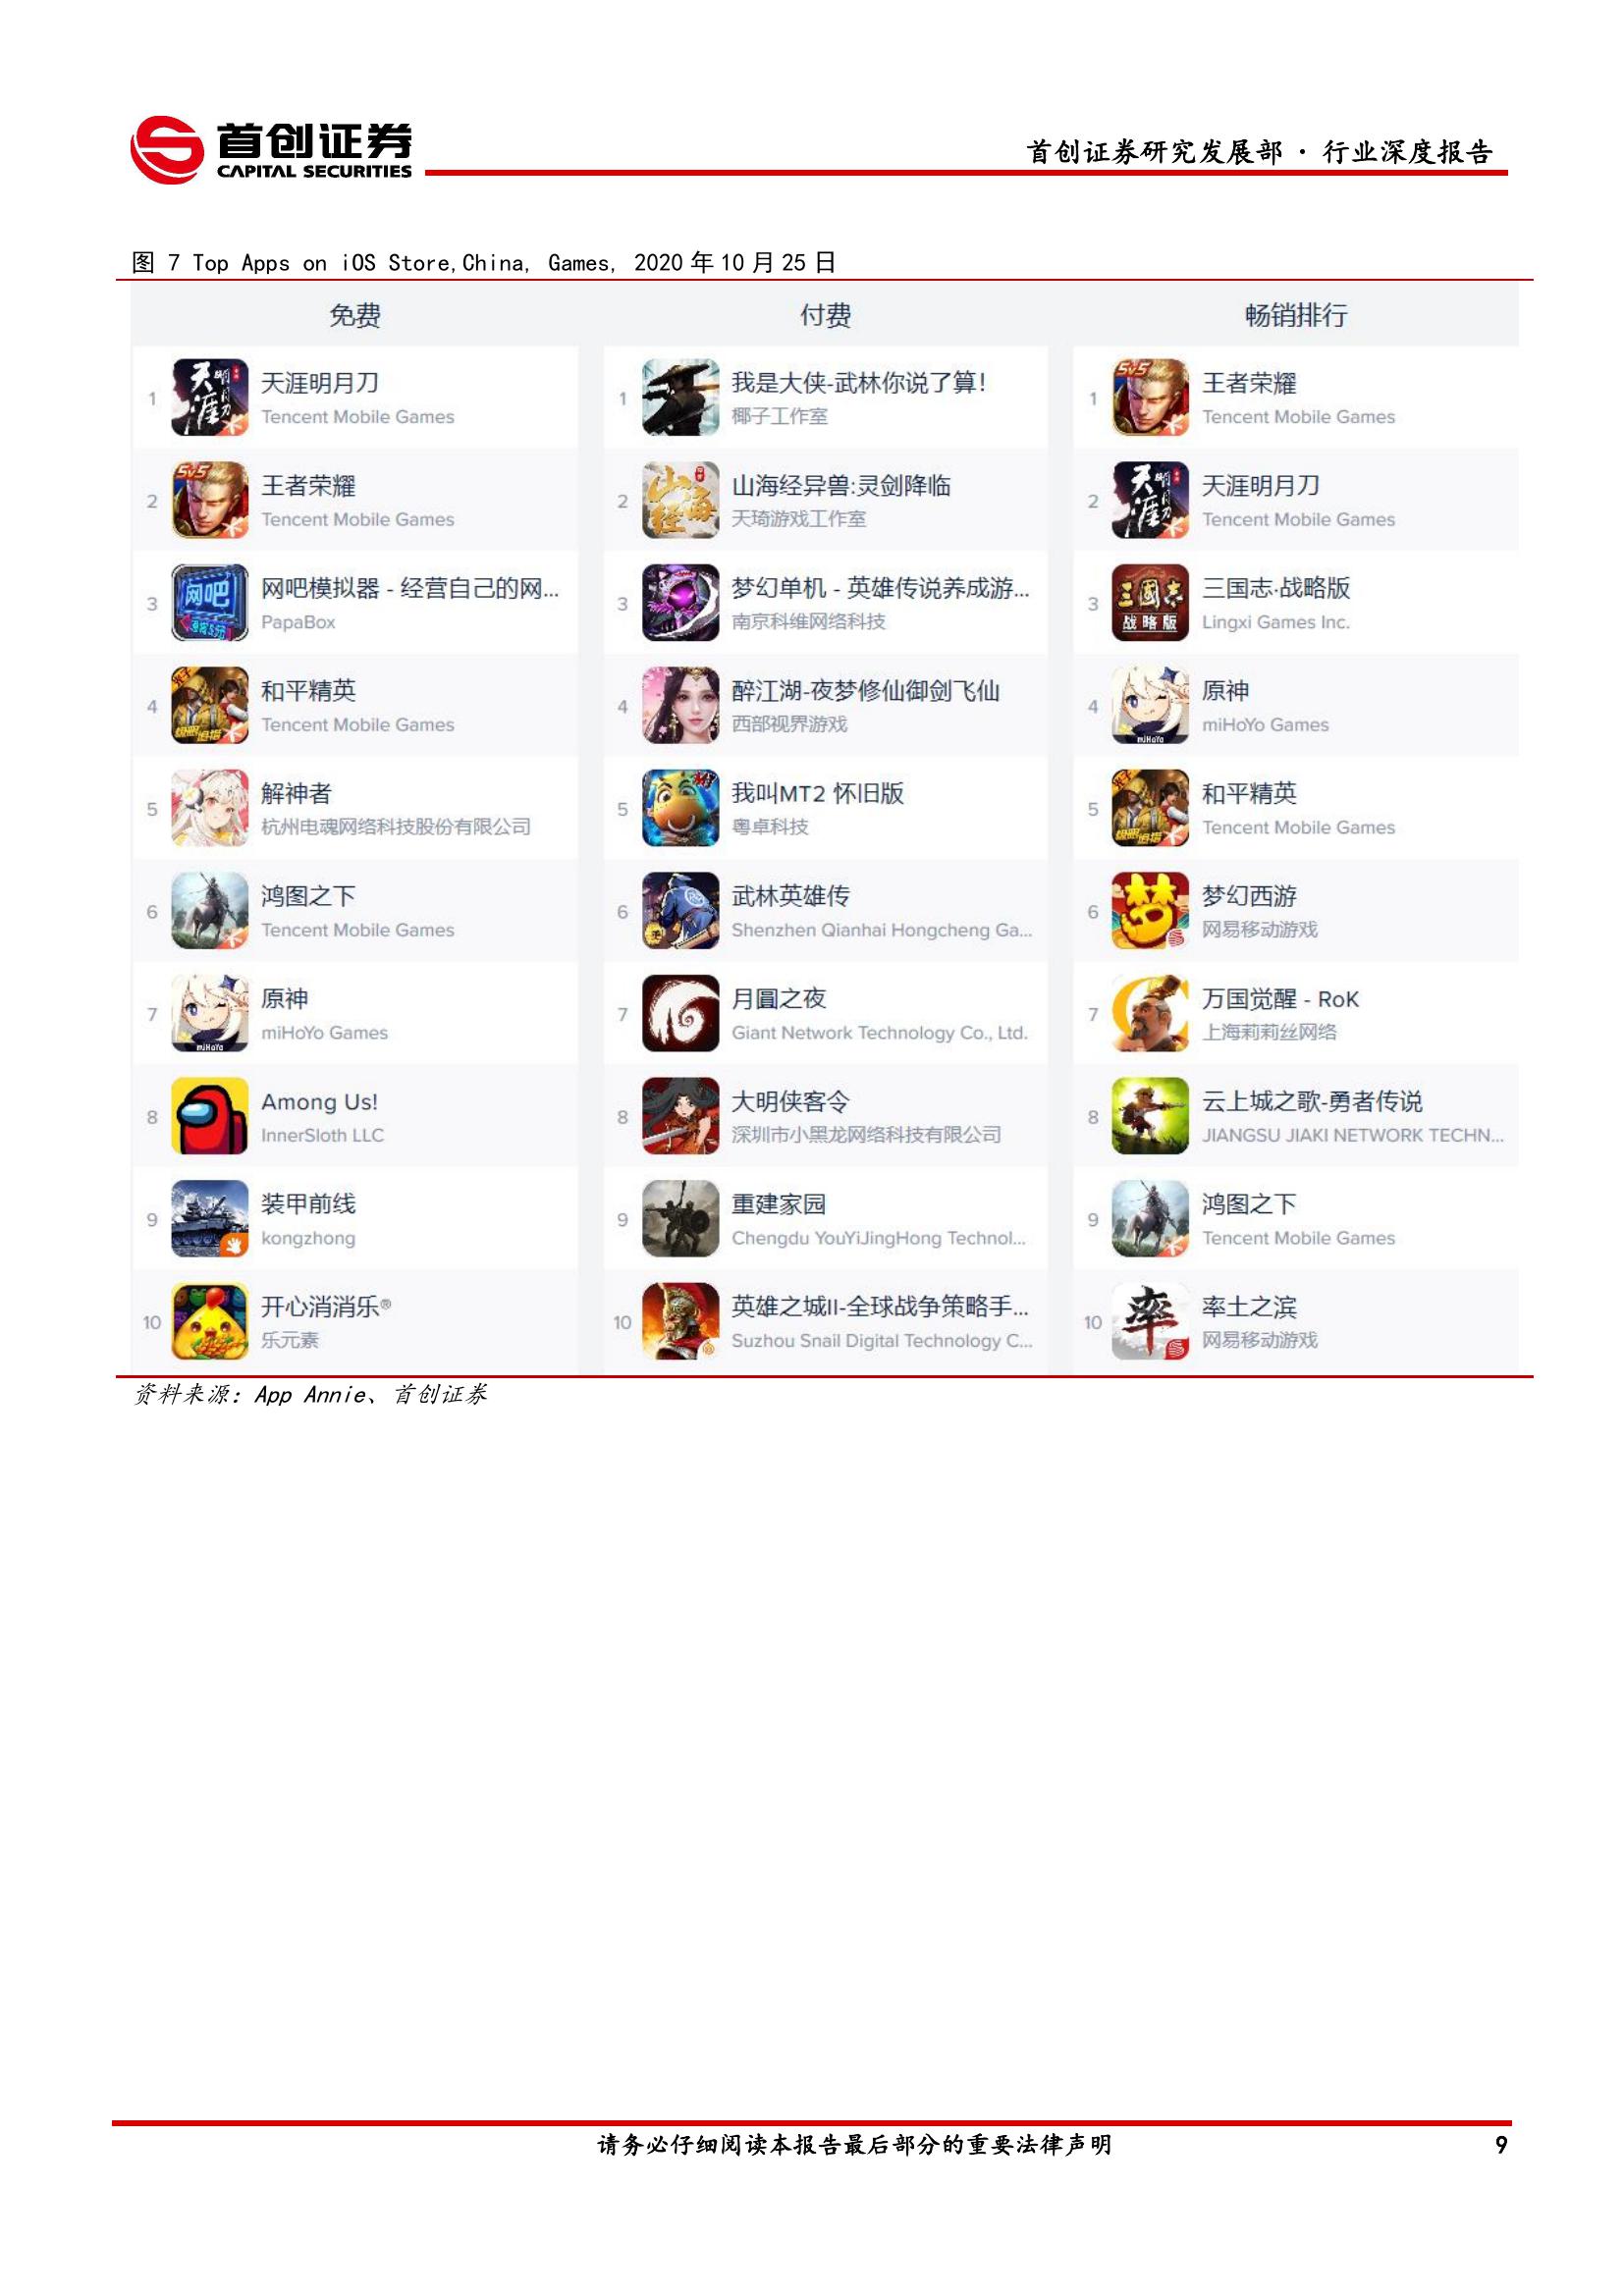 首创证券
CAPITAL SECURITIES
首创证券研究发展部 · 行业深度报告
图 7 Top Apps on iOS Store,China, Games, 2020 年 10 月 25 日
免费
付费
畅销排行
1
天涯明月刀
Tencent Mobile Games
2
王者荣耀
Tencent Mobile Games
3
网吧模拟器 - 经营自己的网...
PapaBox
4
和平精英
Tencent Mobile Games
5
解神者
杭州电魂网络科技股份有限公司
6
鸿图之下
Tencent Mobile Games
7
原神
miHoYo Games
8
Among Us!
InnerSloth LLC
9
装甲前线
kongzhong
10
开心消消乐®
乐元素
1
我是大侠-武林你说了算!
椰子工作室
2
山海经异兽:灵剑降临
天琦游戏工作室
3
梦幻单机 - 英雄传说养成游...
南京科维网络科技
4
醉江湖-夜梦修仙御剑飞仙
西部视界游戏
5
我叫MT2 怀旧版
粤卓科技
6
武林英雄传
Shenzhen Qianhai Hongcheng Ga...
7
月圆之夜
Giant Network Technology Co., Ltd.
8
大明侠客令
深圳市小黑龙网络科技有限公司
9
重建家园
Chengdu YouYiJingHong Technol...
10
英雄之城II-全球战争策略手...
Suzhou Snail Digital Technology C...
1
王者荣耀
Tencent Mobile Games
2
天涯明月刀
Tencent Mobile Games
3
三国志·战略版
Lingxi Games Inc.
4
原神
miHoYo Games
5
和平精英
Tencent Mobile Games
6
梦幻西游
网易移动游戏
7
万国觉醒 - RoK
上海莉莉丝网络
8
云上城之歌-勇者传说
JIANGSU JIAKI NETWORK TECHN...
9
鸿图之下
Tencent Mobile Games
10
率土之滨
网易移动游戏
资料来源：App Annie、首创证券
请务必仔细阅读本报告最后部分的重要法律声明
9